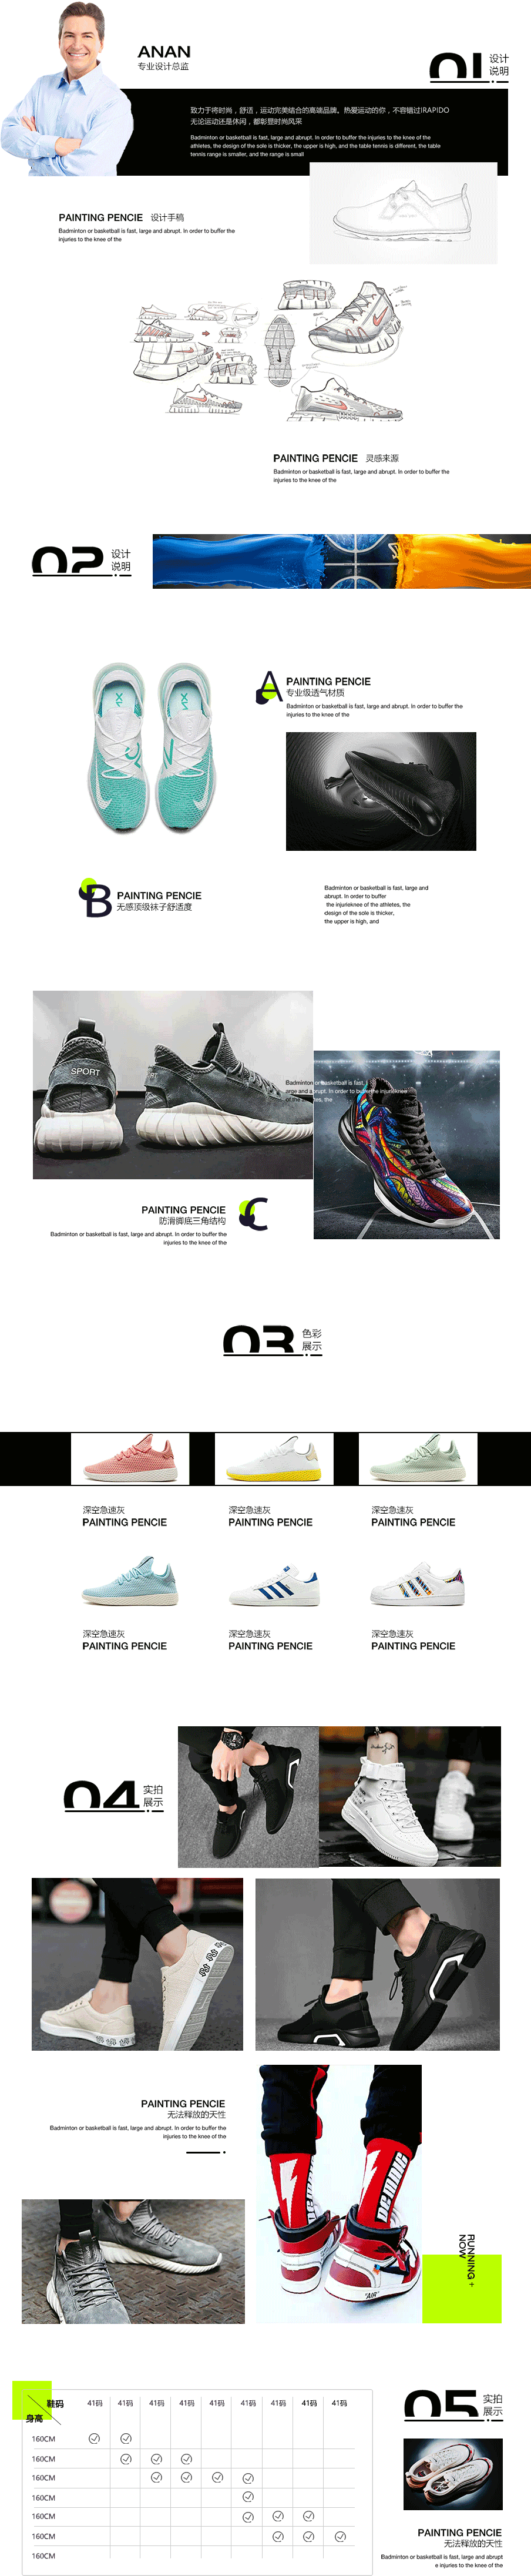 ANAN
专业设计总监
01
设计
说明
致力于将时尚，舒适，运动完美结合的高端品牌。热爱运动的你，不容错过IRAPIDO
无论运动还是休闲，都彰显时尚风采
Badminton or basketball is fast, large and abrupt. In order to buffer the injuries to the knee of the
athletes, the design of the sole is thicker, the upper is high, and the table tennis is different, the table
tennis range is smaller, and the range is small
PAINTING PENCIE 设计手稿
Badminton or basketball is fast, large and abrupt. In order to buffer the
injuries to the knee of the
PAINTING PENCIE 灵感来源
Badminton or basketball is fast, large and abrupt. In order to buffer the
injuries to the knee of the
02
设计
说明
A
PAINTING PENCIE
专业级透气材质
Badminton or basketball is fast, large and abrupt. In order to buffer the
injuries to the knee of the
B
PAINTING PENCIE
无感顶级袜子舒适度
Badminton or basketball is fast, large and
abrupt. In order to buffer
the injurieknee of the athletes, the
design of the sole is thicker,
the upper is high, and
SPORT
Badminton or basketball is fast, l
arge and abrupt. In order to buffer the injurieknee
of the athletes, the
PAINTING PENCIE
防滑脚底三角结构
C
Badminton or basketball is fast, large and abrupt. In order to buffer the
injuries to the knee of the
03
色彩
展示
深空急速灰
PAINTING PENCIE
深空急速灰
PAINTING PENCIE
深空急速灰
PAINTING PENCIE
深空急速灰
PAINTING PENCIE
深空急速灰
PAINTING PENCIE
深空急速灰
PAINTING PENCIE
04
实拍
展示
PAINTING PENCIE
无法释放的天性
Badminton or basketball is fast, large and abrupt. In order to buffer the
injuries to the knee of the
"AIR"
RUNNING +
NOW
鞋码
身高
41码 41码 41码 41码 41码 41码 41码 41码 41码
160CM
160CM
160CM
160CM
160CM
160CM
160CM
05
实拍
展示
PAINTING PENCIE
无法释放的天性
Badminton or basketball is fast, large and abrupt
e injuries to the knee of the